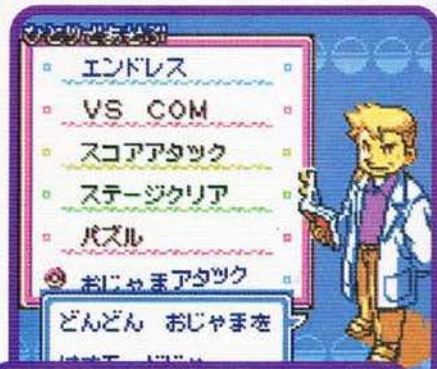 ひとりであそぶ
エンドレス
VS COM
スコアアタック
ステージクリア
パズル
おじゃまアタック
どんどん おじゃまを